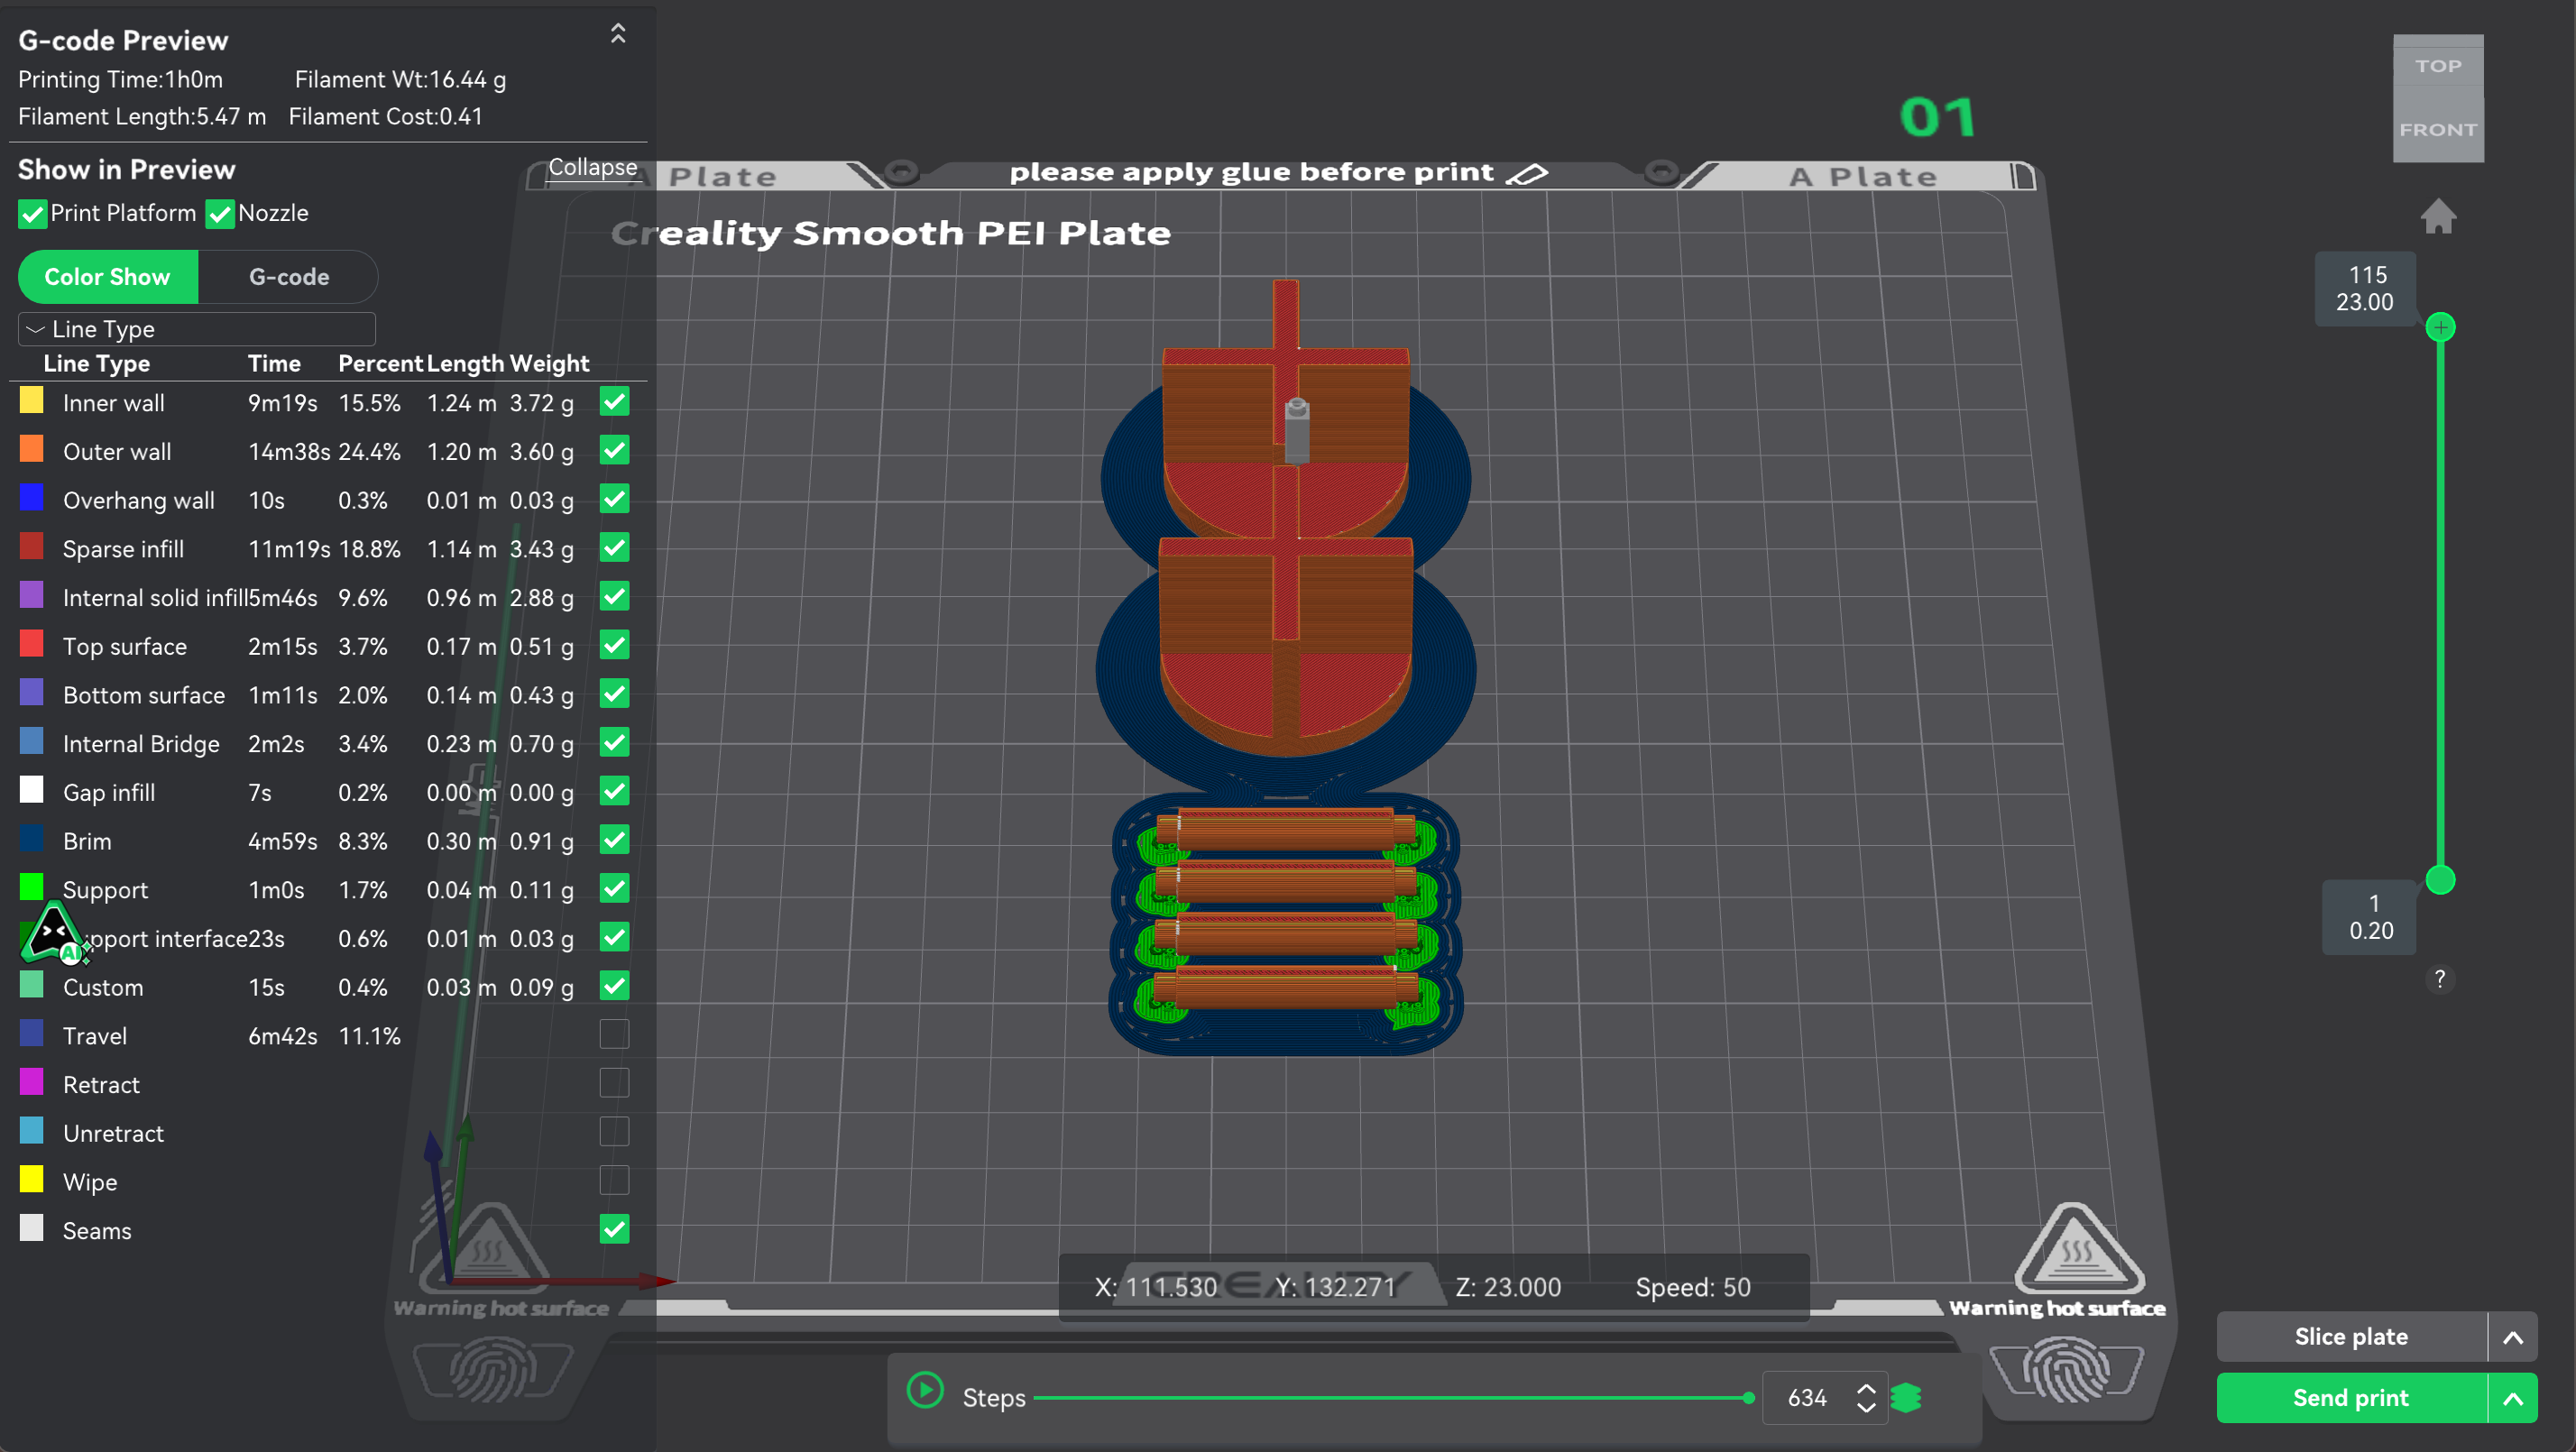 G-code Preview
Printing Time:1h0m Filament Wt:16.44 g
Filament Length:5.47 m Filament Cost:0.41
Show in Preview Collapse
Print Platform Nozzle
Color Show G-code
Line Type
Line Type Time Percent Length Weight
Inner wall 9m19s 15.5% 1.24 m 3.72 g
Outer wall 14m38s 24.4% 1.20 m 3.60 g
Overhang wall 10s 0.3% 0.01 m 0.03 g
Sparse infill 11m19s 18.8% 1.14 m 3.43 g
Internal solid infill 5m46s 9.6% 0.96 m 2.88 g
Top surface 2m15s 3.7% 0.17 m 0.51 g
Bottom surface 1m11s 2.0% 0.14 m 0.43 g
Internal Bridge 2m2s 3.4% 0.23 m 0.70 g
Gap infill 7s 0.2% 0.00 m 0.00 g
Brim 4m59s 8.3% 0.30 m 0.91 g
Support 1m0s 1.7% 0.04 m 0.11 g
pport interface 23s 0.6% 0.01 m 0.03 g
AI
Custom 15s 0.4% 0.03 m 0.09 g
Travel 6m42s 11.1%
Retract
Unretract
Wipe
Seams
01
A Plate please apply glue before print A Plate
Creality Smooth PEI Plate
TOP
FRONT
115
23.00
1
0.20
?
CREALITY
X: 111.530 Y: 132.271 Z: 23.000 Speed: 50
Warning hot surface Warning hot surface
Steps 634
Slice plate
Send print